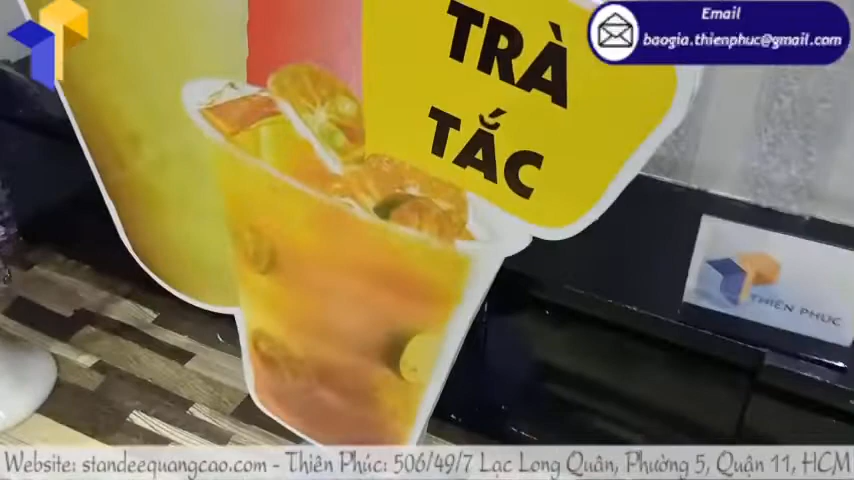 Email
baogia.thienphuc@gmail.com
TRÀ
TẮC
THIÊN PHÚC
Website: standeequangcao.com - Thiên Phúc: 506/49/7 Lạc Long Quân, Phường 5, Quận 11, HCM